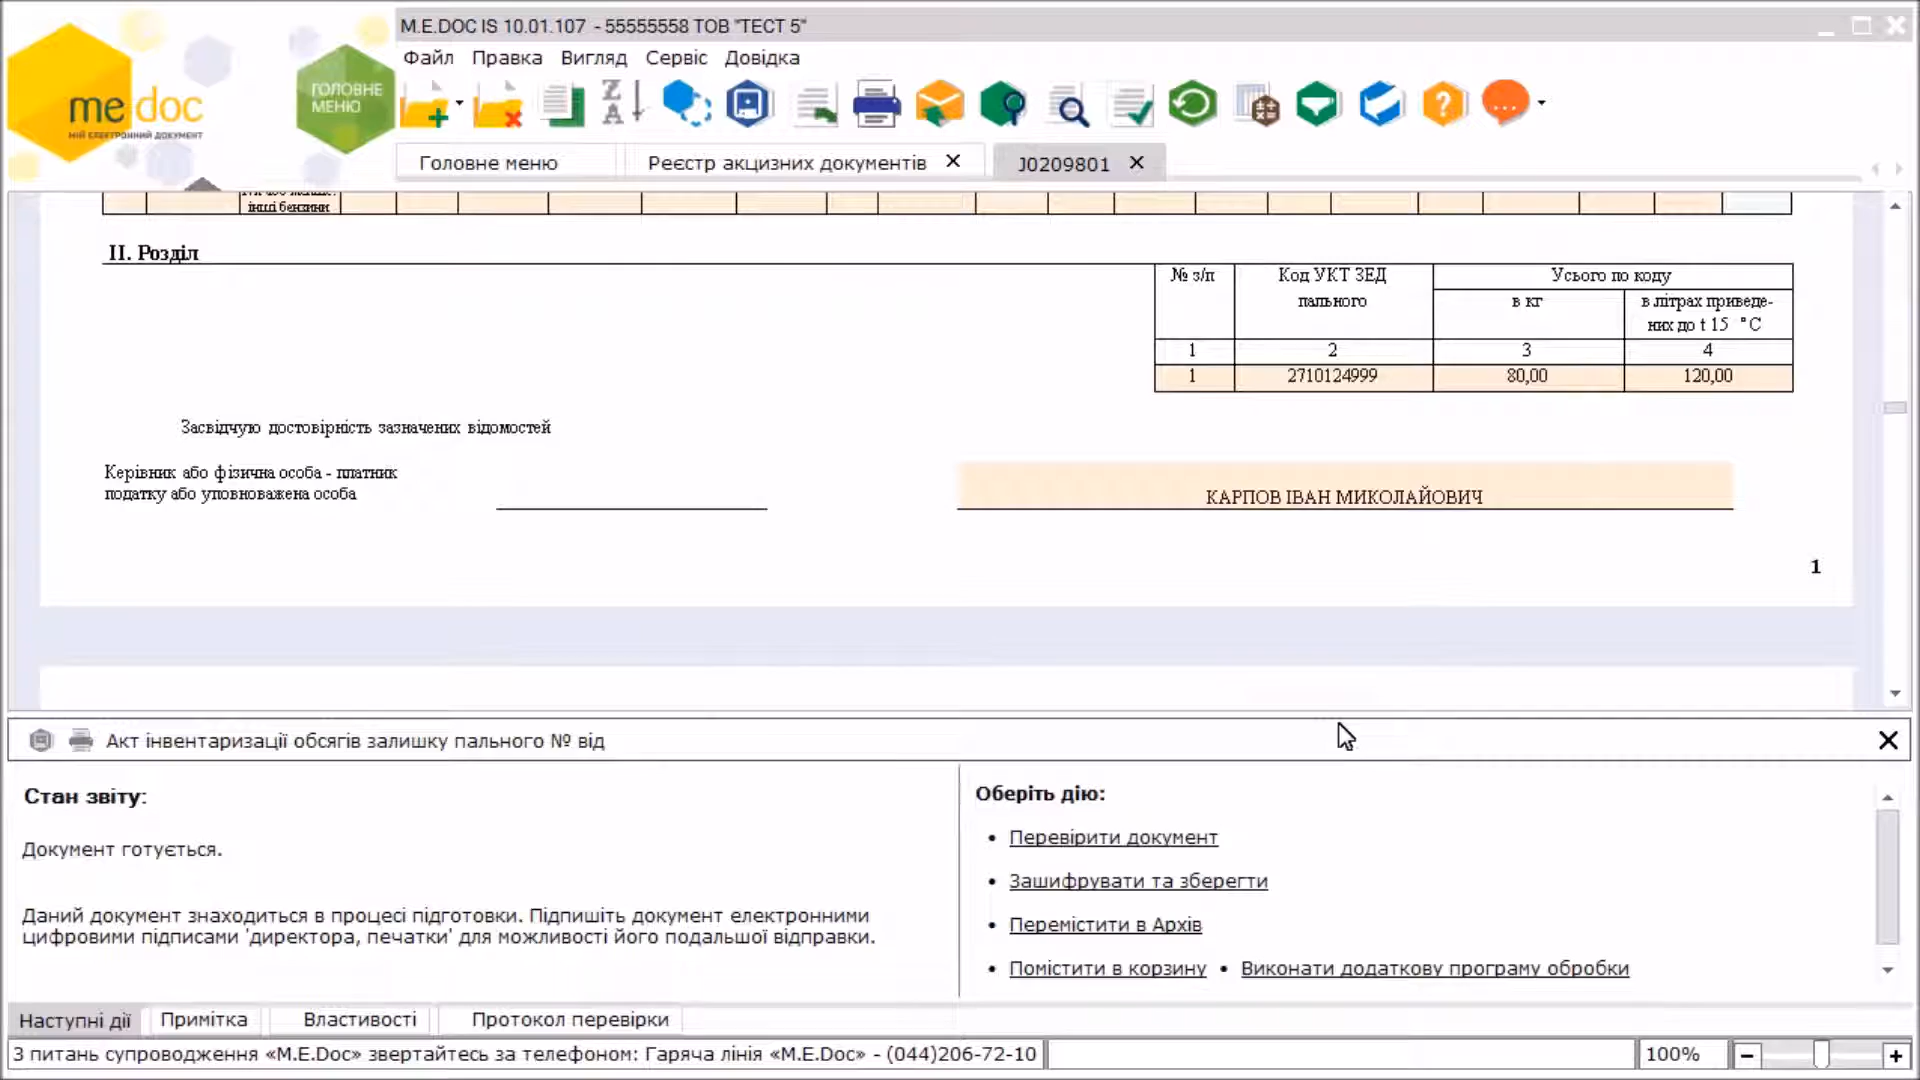 M.E.DOC IS 10.01.107 - 55555558 ТОВ "ТЕСТ 5"
Файл Правка Вигляд Сервіс Довідка
me doc
МІЙ ЕЛЕКТРОННИЙ ДОКУМЕНТ
ГОЛОВНЕ
МЕНЮ
Головне меню
Реєстр акцизних документів
J0209801
інші бензини
II. Розділ
№ з/п
Код УКТ ЗЕД
пального
Усього по коду
в кг
в літрах приведе-
них до t 15 °C
1 2 3 4
1 2710124999 80,00 120,00
Засвідчую достовірність зазначених відомостей
Керівник або фізична особа - платник
податку або уповноважена особа
КАРПОВ ІВАН МИКОЛАЙОВИЧ
1
Акт інвентаризації обсягів залишку пального № від
Стан звіту:
Документ готується.
Даний документ знаходиться в процесі підготовки. Підпишіть документ електронними
цифровими підписами 'директора, печатки' для можливості його подальшої відправки.
Оберіть дію:
• Перевірити документ
• Зашифрувати та зберегти
• Перемістити в Архів
• Помістити в корзину • Виконати додаткову програму обробки
Наступні дії Примітка Властивості Протокол перевірки
З питань супроводження «M.E.Doc» звертайтесь за телефоном: Гаряча лінія «M.E.Doc» - (044)206-72-10
100%